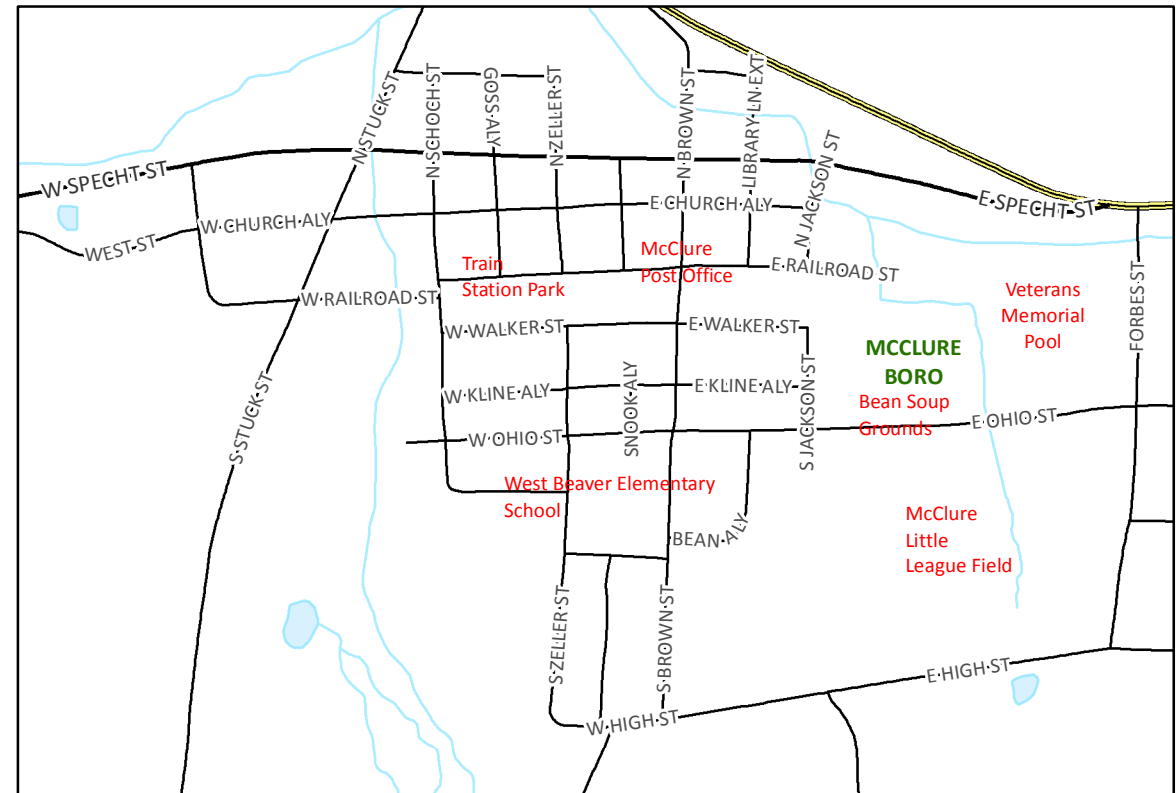 N STUCK ST
N SCHOCH ST
GOSS ALY
N ZELLER ST
N BROWN ST
LIBRARY LN EXT
N JACKSON ST
W SPECHT ST
E SPECHT ST
WEST ST
W CHURCH ALY
E CHURCH ALY
Train
Station Park
McClure
Post Office
E RAILROAD ST
W RAILROAD ST
Veterans
Memorial
Pool
FORBES ST
W WALKER ST
E WALKER ST
MCCLURE
BORO
W KLINE ALY
SNOOK ALY
E KLINE ALY
S JACKSON ST
Bean Soup
Grounds
S STUCK ST
W OHIO ST
E OHIO ST
West Beaver Elementary
School
BEAN ALY
McClure
Little
League Field
S ZELLER ST
S BROWN ST
W HIGH ST
E HIGH ST